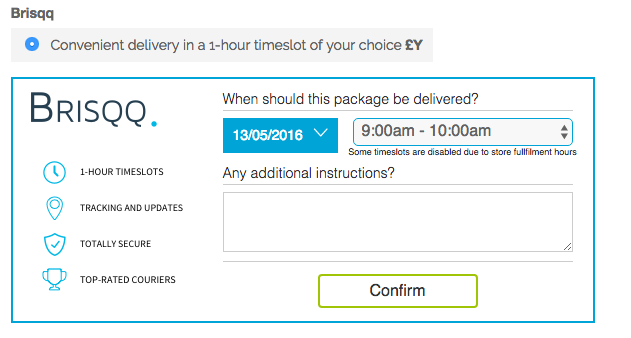 Brisqq
Convenient delivery in a 1-hour timeslot of your choice £Y
BRISQQ.
1-HOUR TIMESLOTS
TRACKING AND UPDATES
TOTALLY SECURE
TOP-RATED COURIERS
When should this package be delivered?
13/05/2016
9:00am - 10:00am
Some timeslots are disabled due to store fullfilment hours
Any additional instructions?
Confirm